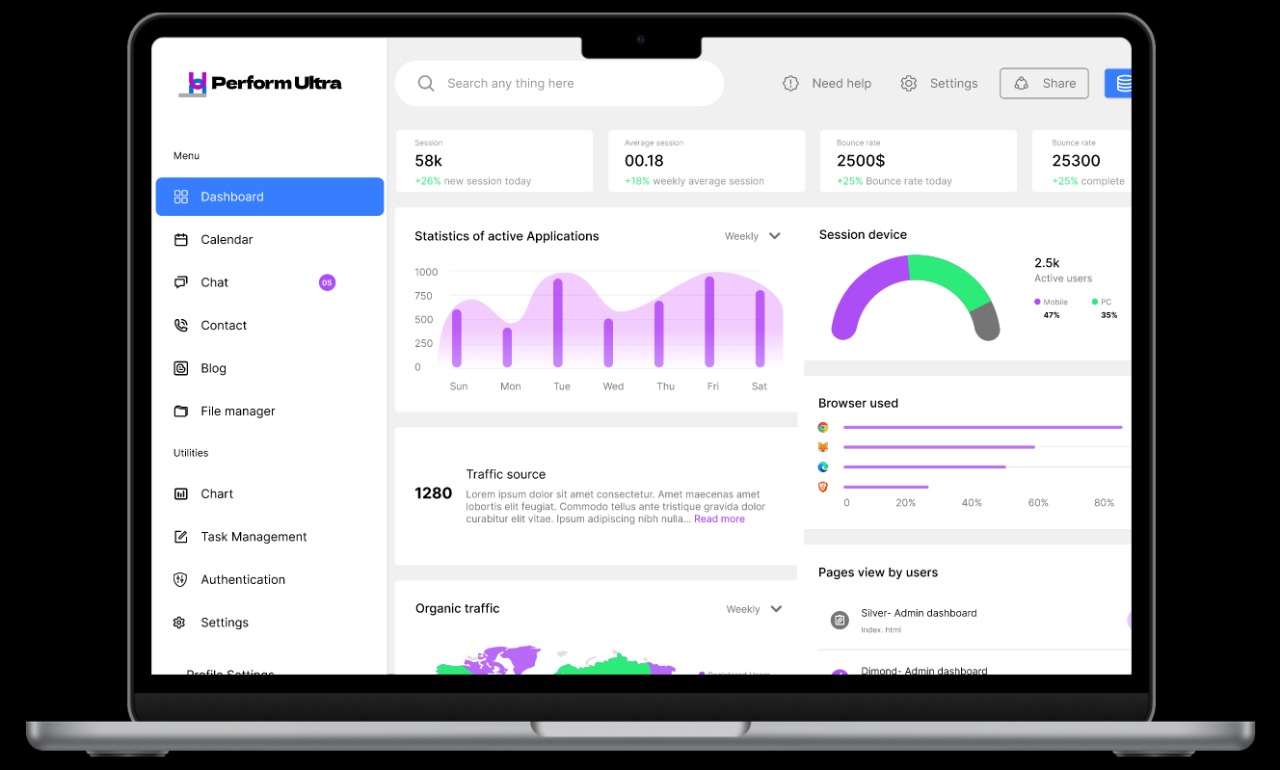 Perform Ultra
Search any thing here
Need help
Settings
Share
Menu
Dashboard
Calendar
Chat
05
Contact
Blog
File manager
Utilities
Chart
Task Management
Authentication
Settings
Profile Settings
Session
58k
+26% new session today
Average session
00.18
+18% weekly average session
Bounce rate
2500$
+25% Bounce rate today
Bounce rate
25300
+25% complete
Statistics of active Applications
Weekly
1000
750
500
250
0
Sun Mon Tue Wed Thu Fri Sat
Session device
2.5k
Active users
Mobile
47%
PC
35%
Traffic source
1280
Lorem ipsum dolor sit amet consectetur. Amet maecenas amet
lobortis elit feugiat. Commodo tellus ante tristique gravida dolor
curabitur elit vitae. Ipsum adipiscing nibh nulla... Read more
Browser used
0 20% 40% 60% 80%
Organic traffic
Weekly
Registered Users
Pages view by users
Silver- Admin dashboard
Index. html
Dimond- Admin dashboard